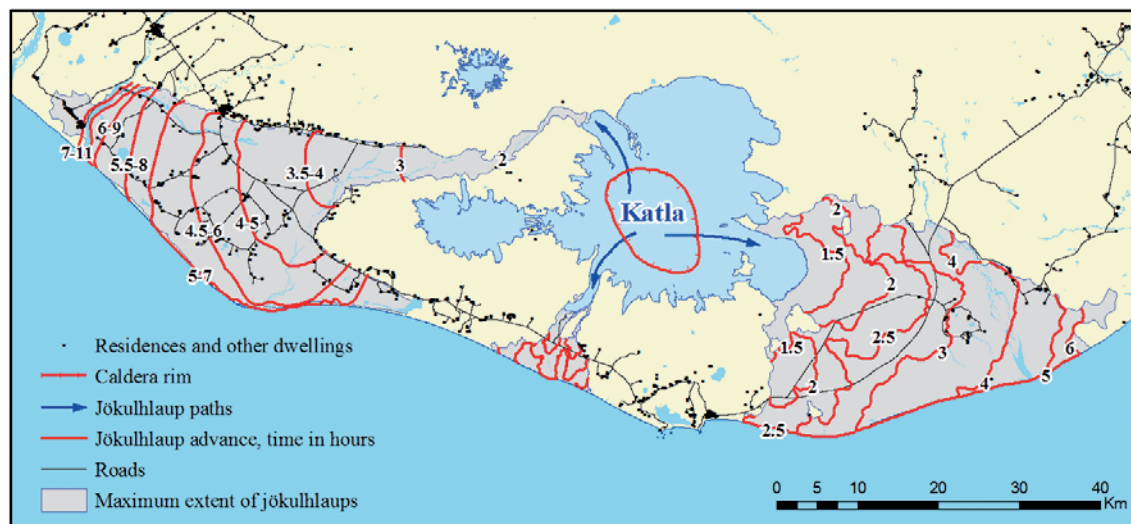 7-11
6-9
5.5-8
4.5-6
5-7
4-5
3.5-4
3
2
Katla
2
1.5
2
4
2.5
1.5
2
3
2.5
4
5
6
Residences and other dwellings
Caldera rim
Jökulhlaup paths
Jökulhlaup advance, time in hours
Roads
Maximum extent of jökulhlaups
0 5 10 20 30 40
Km